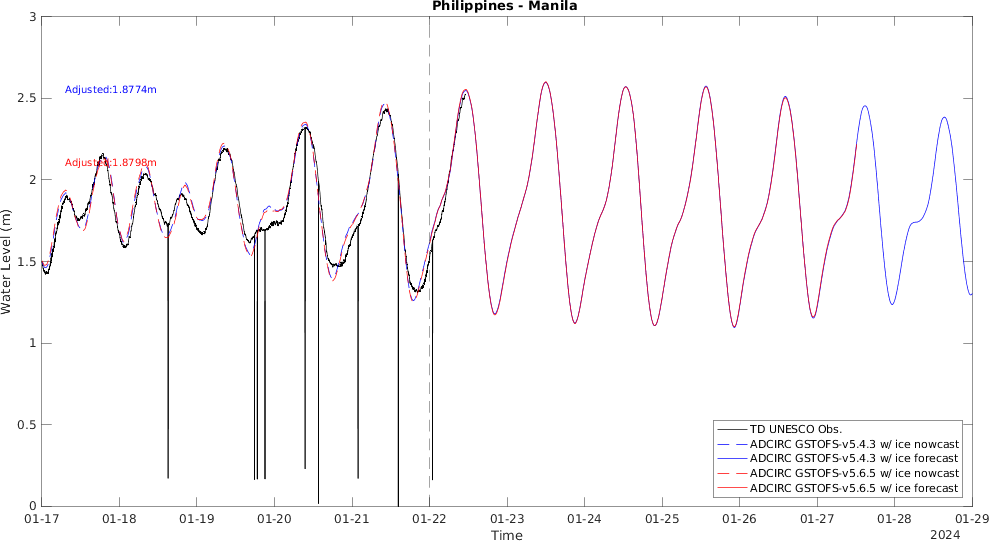 Philippines - Manila
3
2.5
2
1.5
1
0.5
0
Water Level (m)
Adjusted:1.8774m
Adjusted:1.8798m
TD UNESCO Obs.
ADCIRC GSTOFS-v5.4.3 w/ ice nowcast
ADCIRC GSTOFS-v5.4.3 w/ ice forecast
ADCIRC GSTOFS-v5.6.5 w/ ice nowcast
ADCIRC GSTOFS-v5.6.5 w/ ice forecast
01-17 01-18 01-19 01-20 01-21 01-22 01-23 01-24 01-25 01-26 01-27 01-28 01-29
Time
2024